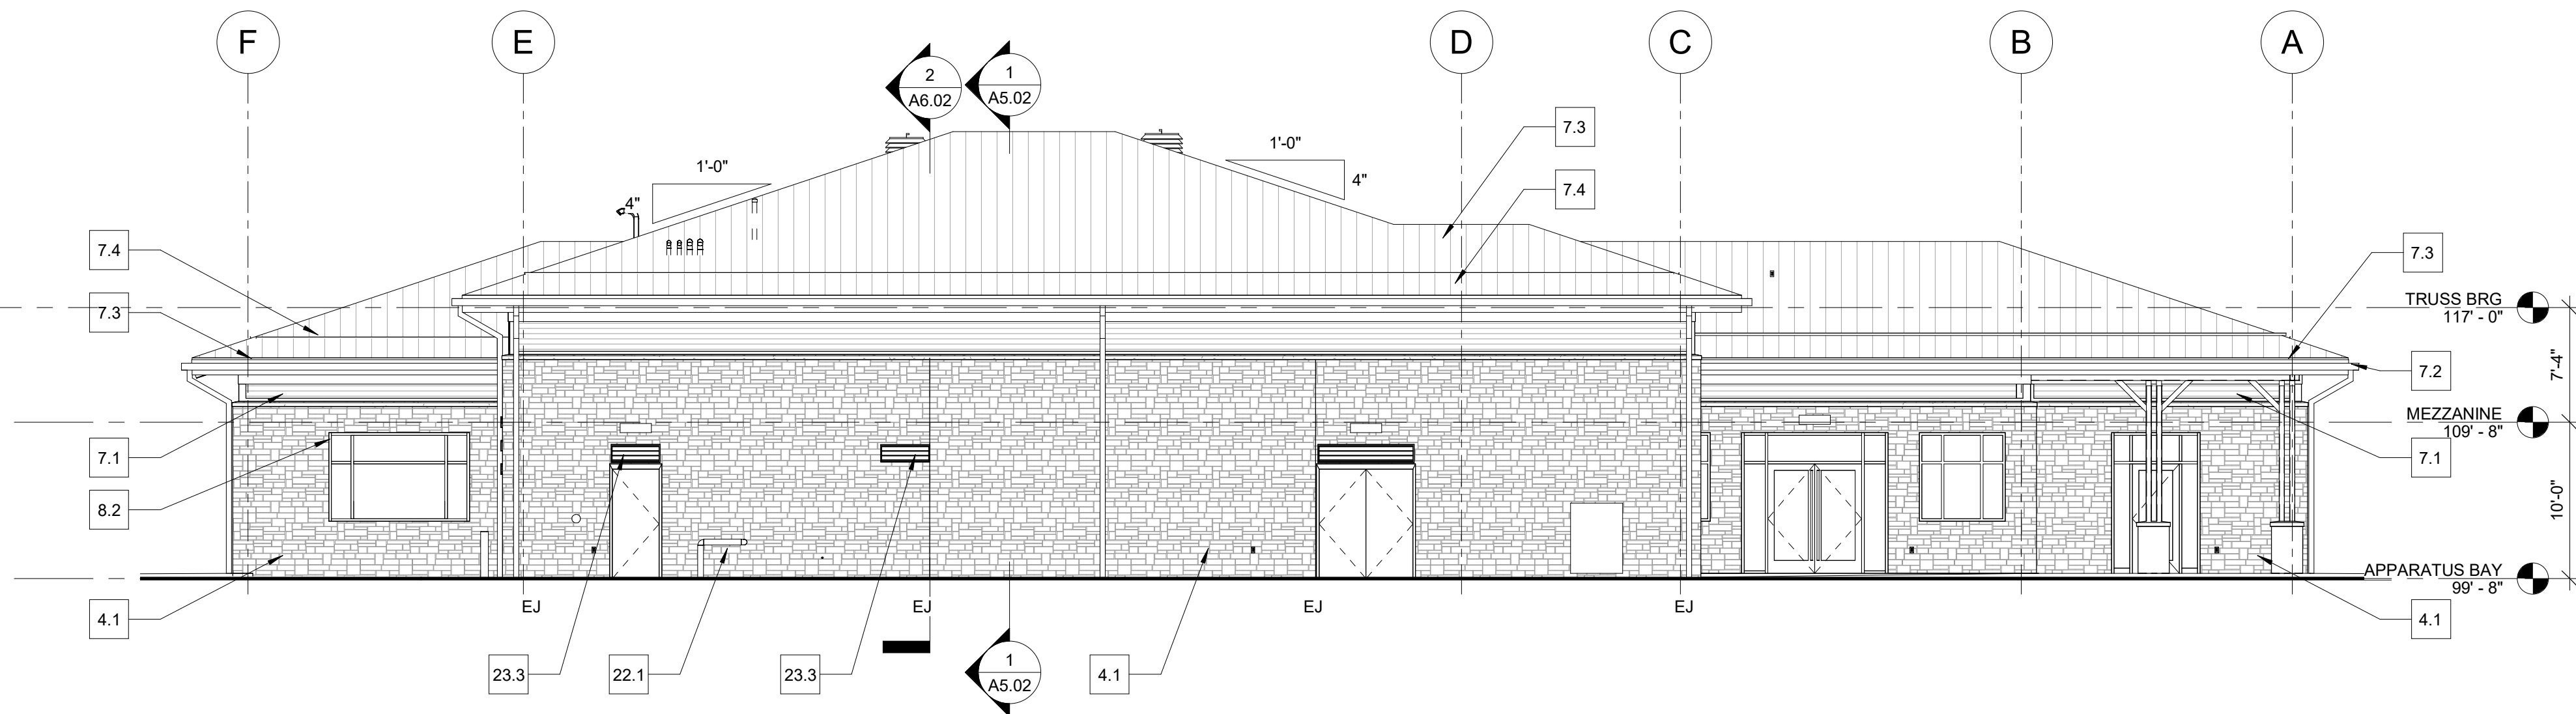 F
E
D
C
B
A
2
A6.02
1
A5.02
7.3
1'-0"
1'-0"
4"
7.4
4"
7.4
7.3
7.3
TRUSS BRG
117' - 0"
7'-4"
7.2
MEZZANINE
109' - 8"
7.1
7.1
8.2
10'-0"
APPARATUS BAY
99' - 8"
4.1
4.1
EJ
EJ
EJ
EJ
23.3
22.1
23.3
1
A5.02
4.1